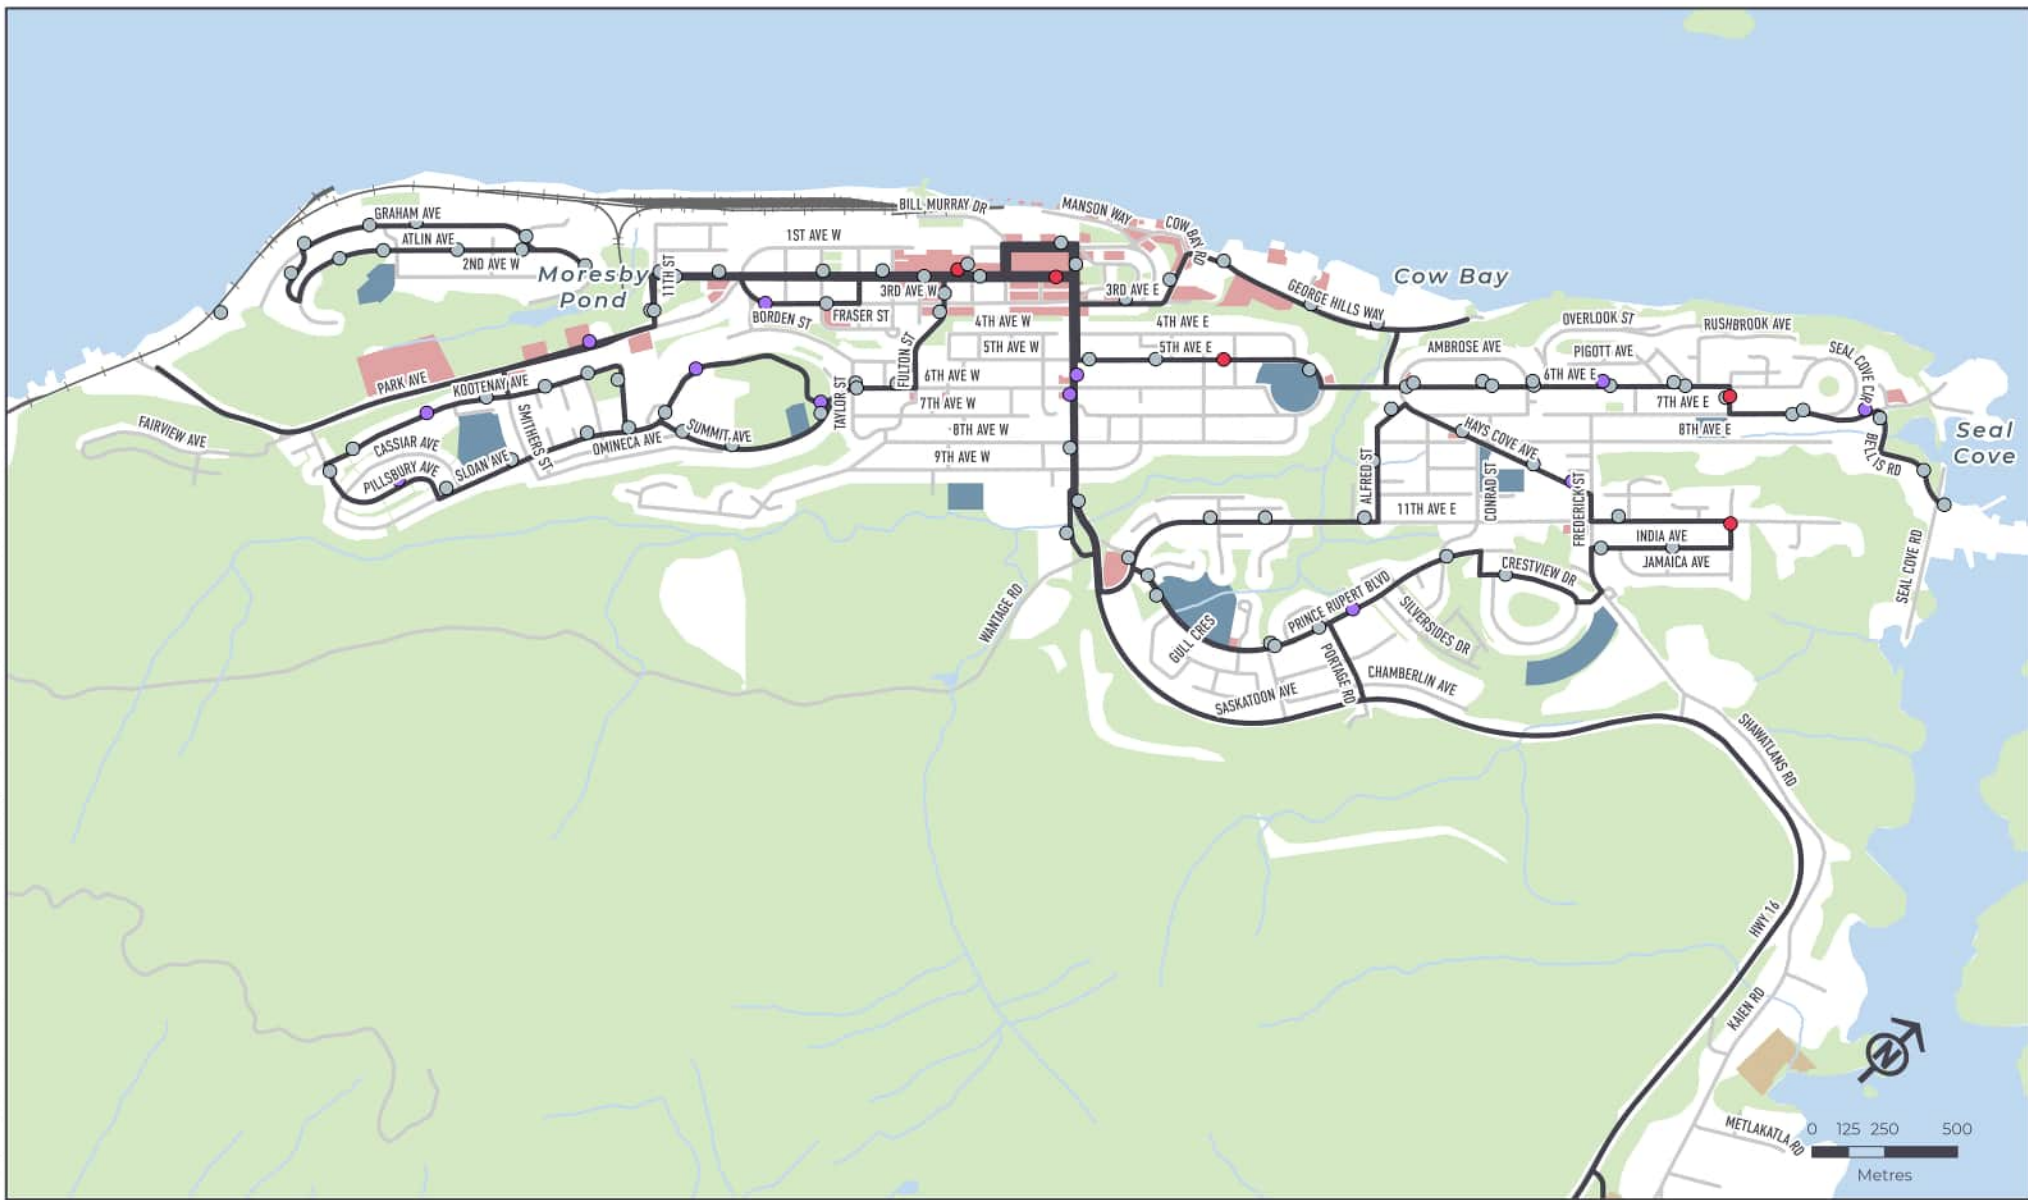 GRAHAM AVE
ATLIN AVE
2ND AVE W
Moresby
Pond
11TH ST
1ST AVE W
BILL MURRAY DR
MANSON WAY
COW BAY RD
Cow Bay
3RD AVE W
3RD AVE E
GEORGE HILLS WAY
BORDEN ST
FRASER ST
4TH AVE W
4TH AVE E
OVERLOOK ST
RUSHBROOK AVE
5TH AVE W
5TH AVE E
AMBROSE AVE
PIGOTT AVE
SEAL COVE CIR
PARK AVE
KOOTENAY AVE
FULTON ST
6TH AVE W
6TH AVE E
TAYLOR ST
7TH AVE W
7TH AVE E
FAIRVIEW AVE
CASSIAR AVE
SMITHERS ST
OMINECA AVE
SUMMIT AVE
8TH AVE W
HAYS COVE AVE
8TH AVE E
Seal
Cove
PILLSBURY AVE
SLOAN AVE
9TH AVE W
ALFRED ST
CONRAD ST
FREDERICK ST
BELL IS RD
11TH AVE E
INDIA AVE
JAMAICA AVE
CRESTVIEW DR
SEAL COVE RD
WANTAGE RD
PRINCE RUPERT BLVD
SILVERSIDES DR
GULL CRES
PORTAGE RD
CHAMBERLIN AVE
SASKATOON AVE
SHAWATLANS RD
HWY 16
KAIEN RD
N
METLAKATLA RD
0 125 250 500
Metres